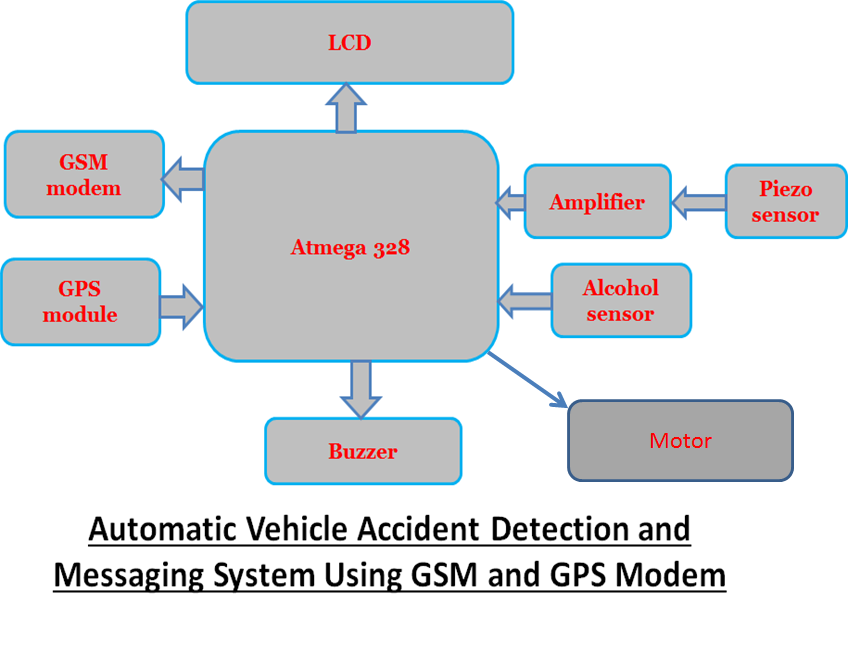 LCD
GSM
modem
Amplifier
Piezo
sensor
Atmega 328
GPS
module
Alcohol
sensor
Buzzer
Motor
Automatic Vehicle Accident Detection and
Messaging System Using GSM and GPS Modem